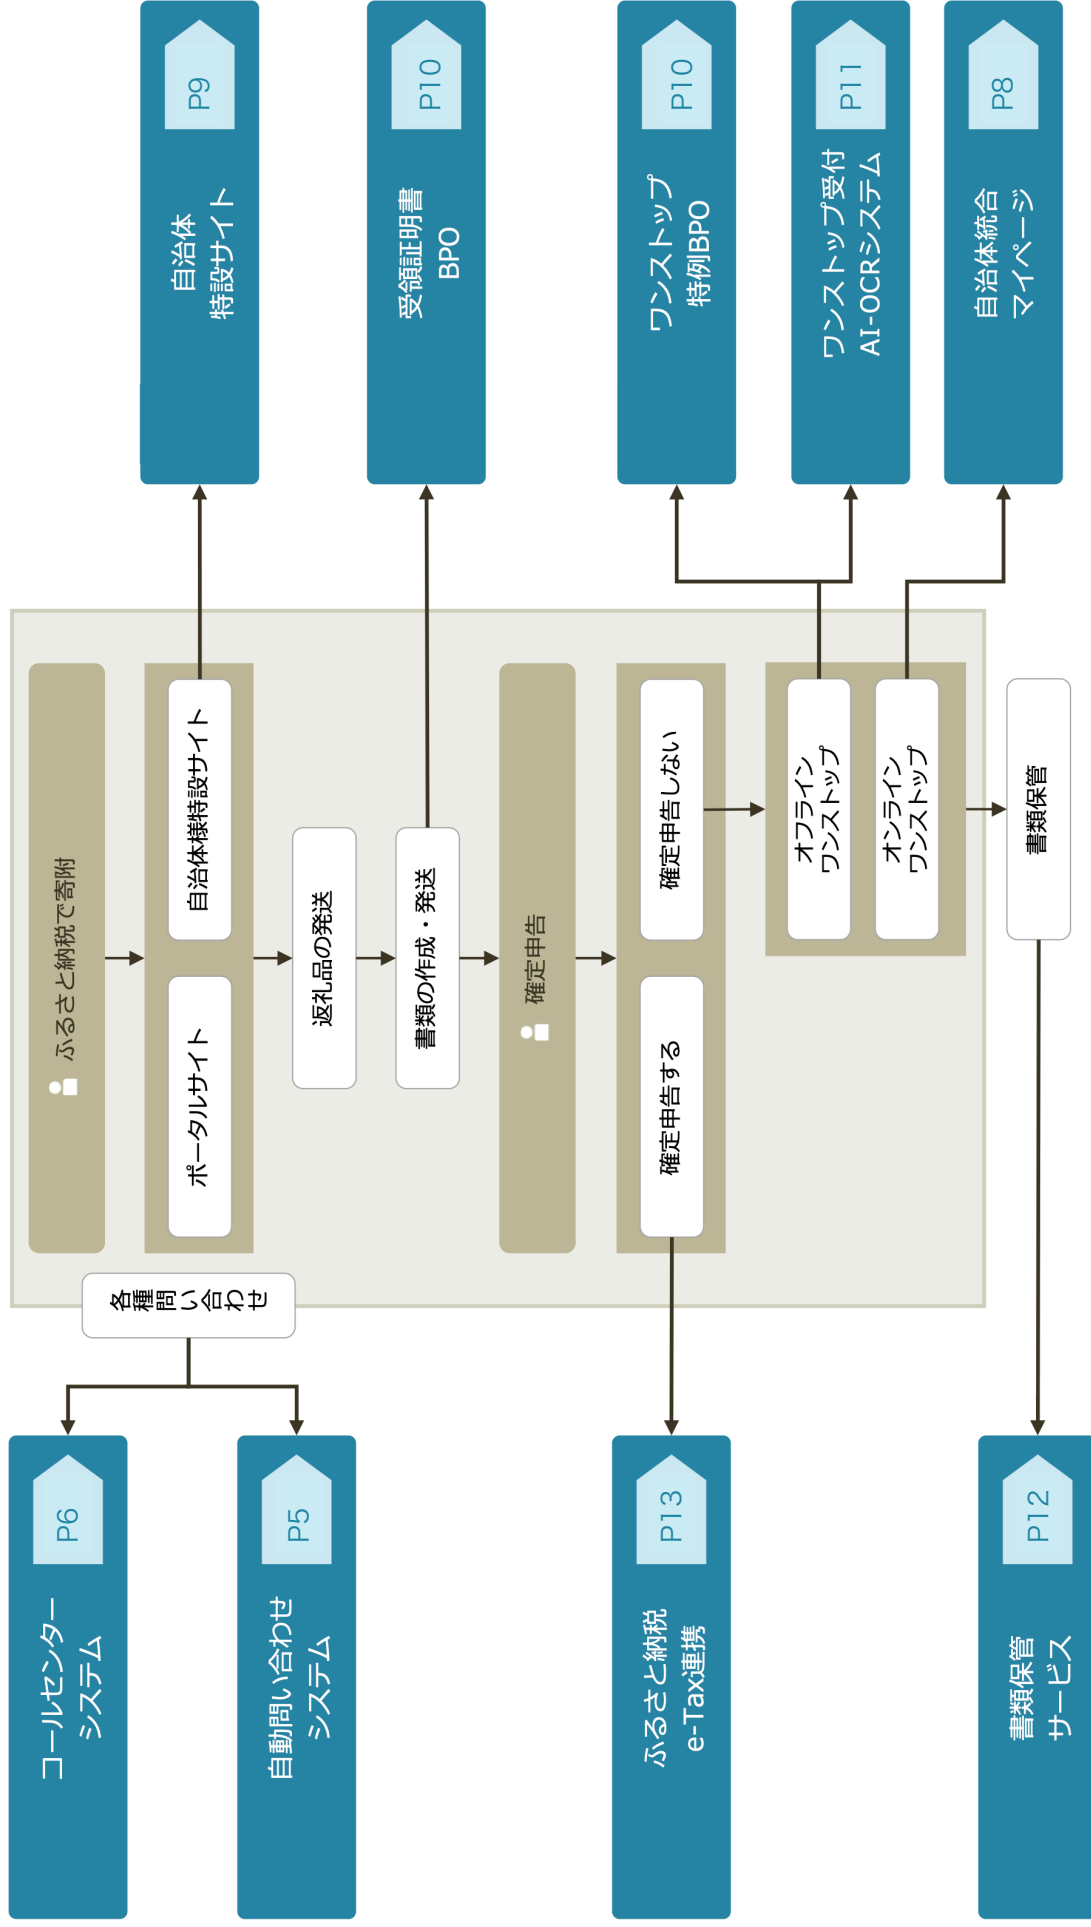 コールセンター
システム
P6
自動問い合わせ
システム
P5
ふるさと納税
e-Tax連携
P13
書類保管
サービス
P12
各種
問い合
わせ
ふるさと納税で寄附
ポータルサイト
自治体様特設サイト
返礼品の発送
書類の作成・発送
確定申告
確定申告する
確定申告しない
オフライン
ワンストップ
オンライン
ワンストップ
書類保管
自治体
特設サイト
P9
受領証明書
BPO
P10
ワンストップ
特例BPO
P10
ワンストップ受付
AI-OCRシステム
P11
自治体統合
マイページ
P8